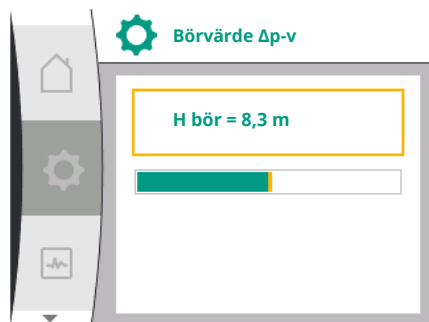 Börvärde Δp-v
H bör = 8,3 m